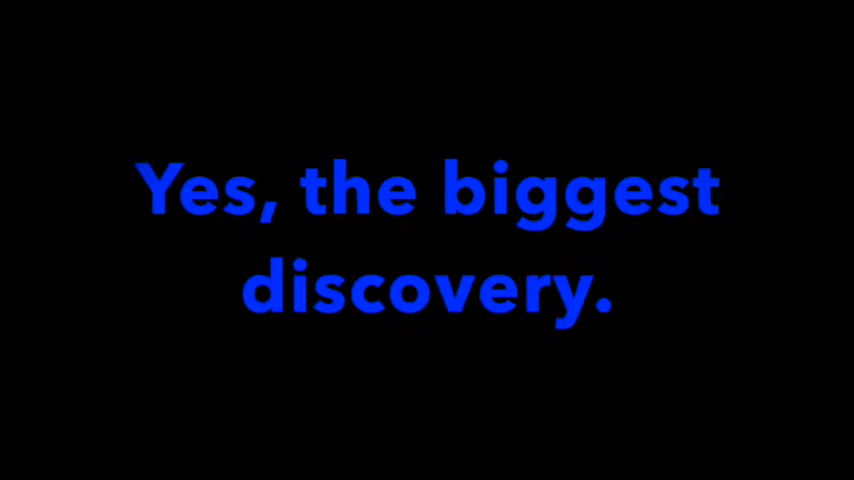 Yes, the biggest
discovery.